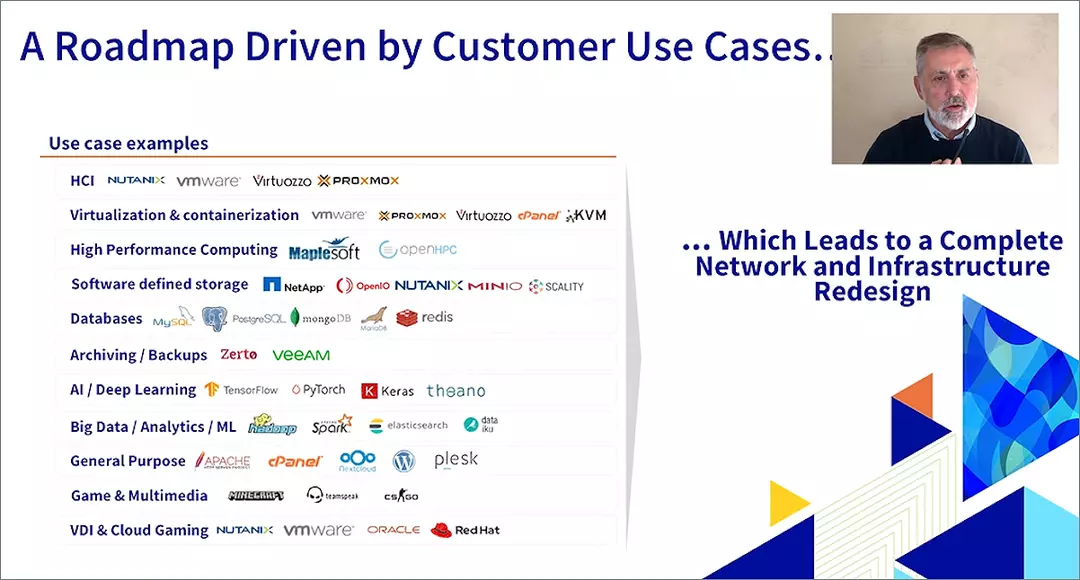 A Roadmap Driven by Customer Use Cases..
Use case examples
HCI NUTANIX vmware Virtuozzo PROXMOX
Virtualization & containerization vmware PROXMOX Virtuozzo cPanel KVM
High Performance Computing Maplesoft openHPC
Software defined storage NetApp OpenIO NUTANIX MINIO SCALITY
Databases MySQL PostgreSQL mongoDB MariaDB redis
Archiving / Backups Zerto veeAM
AI / Deep Learning TensorFlow PyTorch K Keras theano
Big Data / Analytics / ML hadoop Spark elasticsearch data iku
General Purpose APACHE cPanel Nextcloud W plesk
Game & Multimedia MINECRAFT teamspeak CS:GO
VDI & Cloud Gaming NUTANIX vmware ORACLE Red Hat
... Which Leads to a Complete
Network and Infrastructure
Redesign